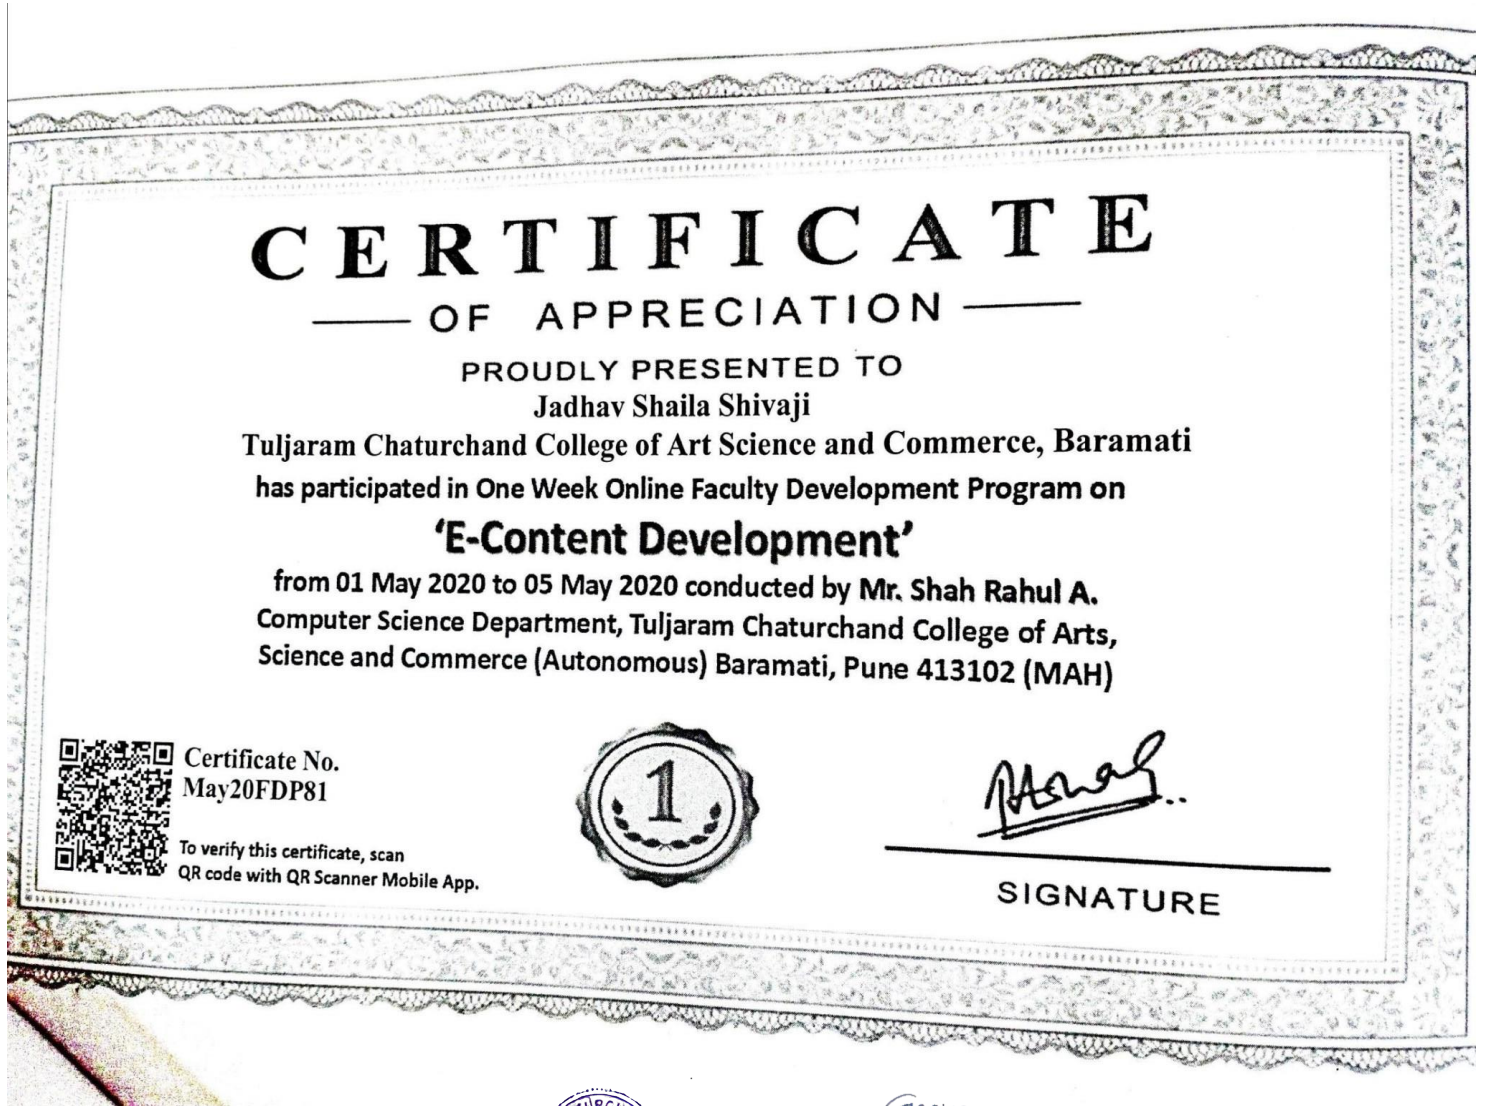 CERTIFICATE
OF APPRECIATION
PROUDLY PRESENTED TO
Jadhav Shaila Shivaji
Tuljaram Chaturchand College of Art Science and Commerce, Baramati
has participated in One Week Online Faculty Development Program on
‘E-Content Development’
from 01 May 2020 to 05 May 2020 conducted by Mr. Shah Rahul A.
Computer Science Department, Tuljaram Chaturchand College of Arts,
Science and Commerce (Autonomous) Baramati, Pune 413102 (MAH)
Certificate No.
May20FDP81
To verify this certificate, scan
QR code with QR Scanner Mobile App.
1
SIGNATURE